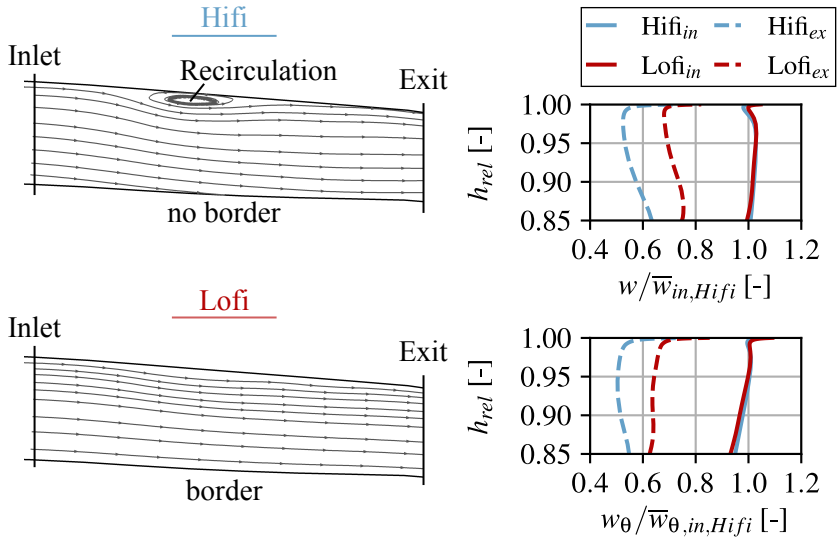 Hifi
Inlet
Recirculation
Exit
no border
Hifi_in Hifi_ex
Lofi_in Lofi_ex
1.00
0.95
0.90
0.85
h_rel [-]
0.4 0.6 0.8 1.0 1.2
w/w̅_in,Hifi [-]
Lofi
Inlet
Exit
border
1.00
0.95
0.90
0.85
h_rel [-]
0.4 0.6 0.8 1.0 1.2
w_θ/w̅_θ,in,Hifi [-]